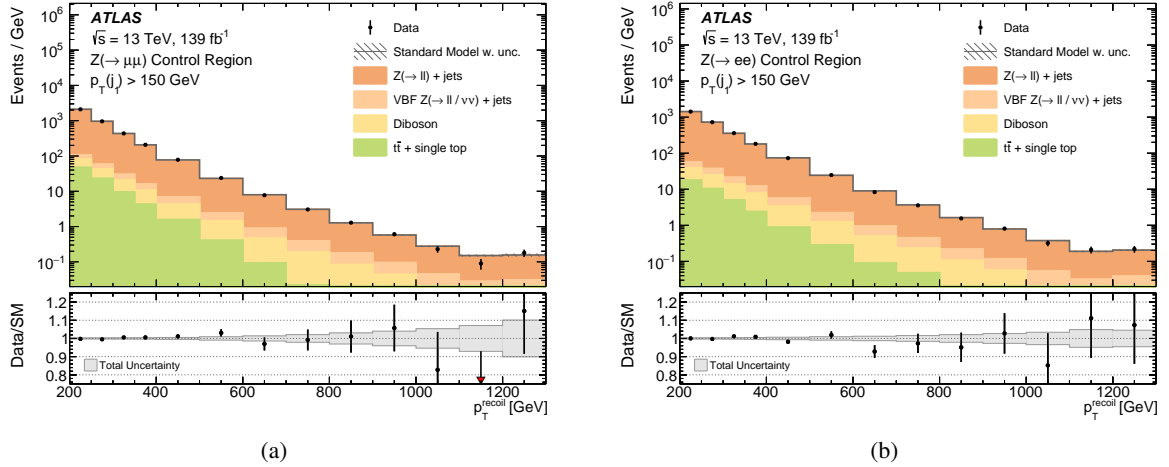 ATLAS
√s = 13 TeV, 139 fb⁻¹
Z(→ μμ) Control Region
p_T(j_1) > 150 GeV
Data
Standard Model w. unc.
Z(→ ll) + jets
VBF Z(→ ll / νν) + jets
Diboson
tt̄ + single top
Events / GeV
10⁶
10⁵
10⁴
10³
10²
10
1
10⁻¹
Data/SM
1.2
1.1
1.0
0.9
0.8
Total Uncertainty
200 400 600 800 1000 1200
p_T^recoil [GeV]
(a)
ATLAS
√s = 13 TeV, 139 fb⁻¹
Z(→ ee) Control Region
p_T(j_1) > 150 GeV
Data
Standard Model w. unc.
Z(→ ll) + jets
VBF Z(→ ll / νν) + jets
Diboson
tt̄ + single top
Events / GeV
10⁶
10⁵
10⁴
10³
10²
10
1
10⁻¹
Data/SM
1.2
1.1
1.0
0.9
0.8
Total Uncertainty
200 400 600 800 1000 1200
p_T^recoil [GeV]
(b)